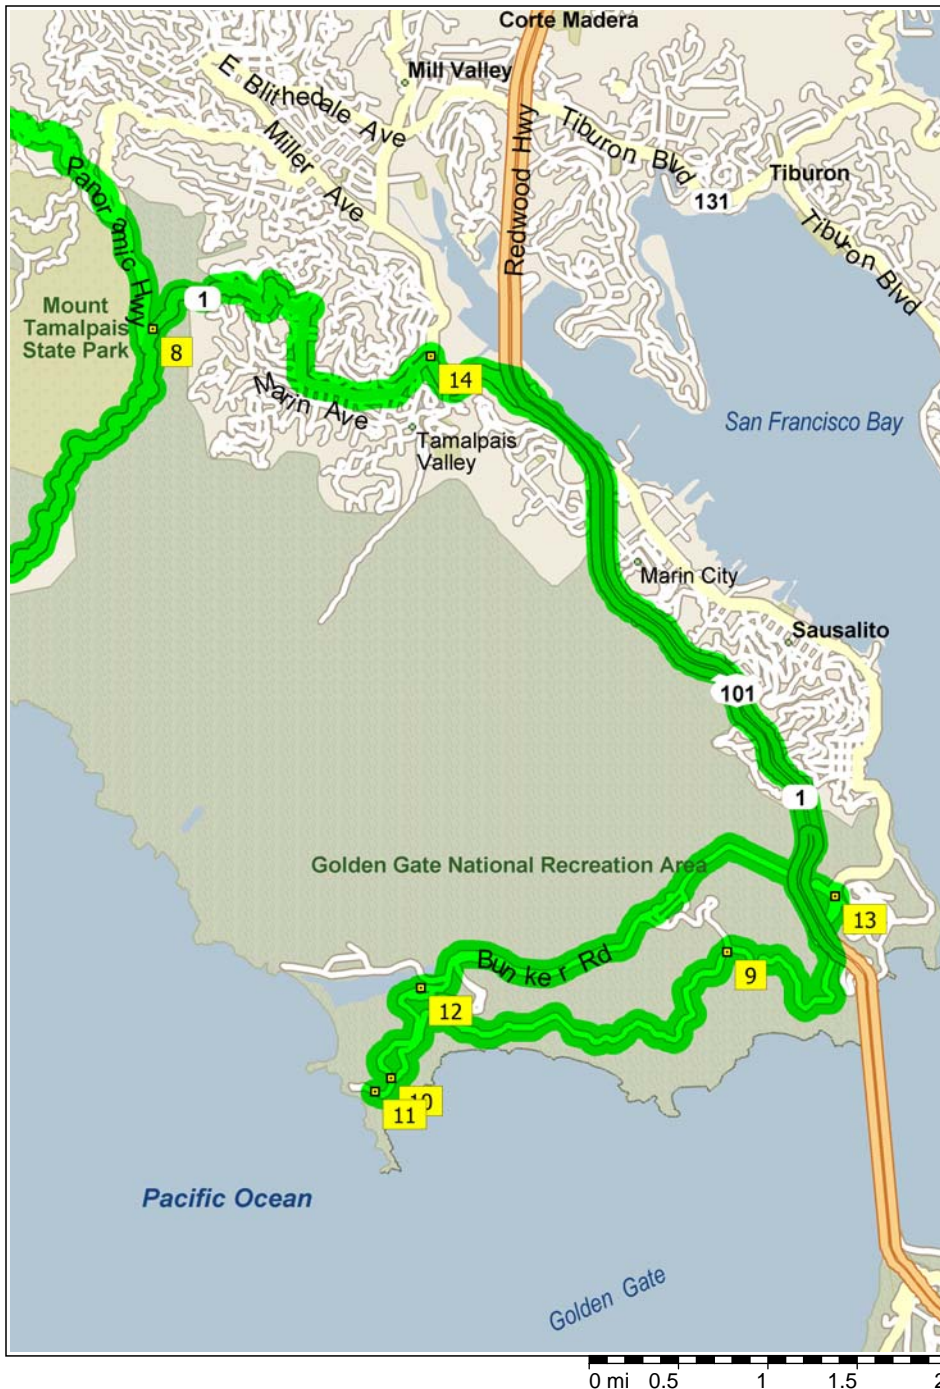 Corte Madera
Mill Valley
E Blithedale Ave
Redwood Hwy
Tiburon Blvd
Miller Ave
Tiburon
131
Panoramic Hwy
Tiburon Blvd
1
Mount
Tamalpais
State Park
8
14
Marin Ave
San Francisco Bay
Tamalpais
Valley
Marin City
Sausalito
101
1
Golden Gate National Recreation Area
13
Bunker Rd
9
12
10
11
Pacific Ocean
Golden Gate
0 mi 0.5 1 1.5 2